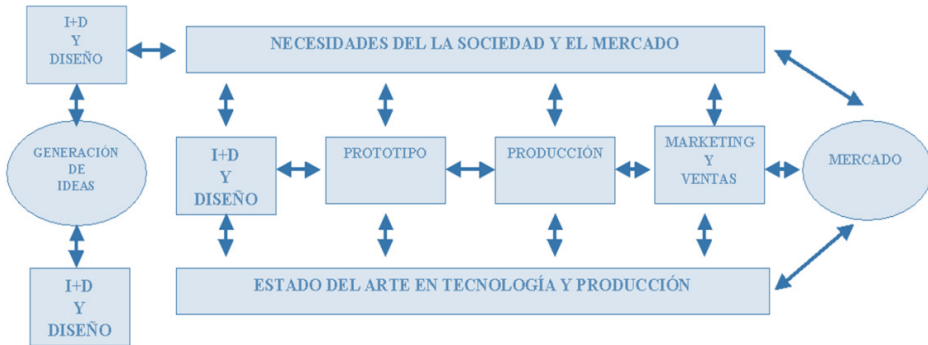 I+D
Y
DISEÑO
NECESIDADES DEL LA SOCIEDAD Y EL MERCADO
GENERACIÓN
DE
IDEAS
I+D
Y
DISEÑO
PROTOTIPO
PRODUCCIÓN
MARKETING
Y
VENTAS
MERCADO
I+D
Y
DISEÑO
ESTADO DEL ARTE EN TECNOLOGÍA Y PRODUCCIÓN